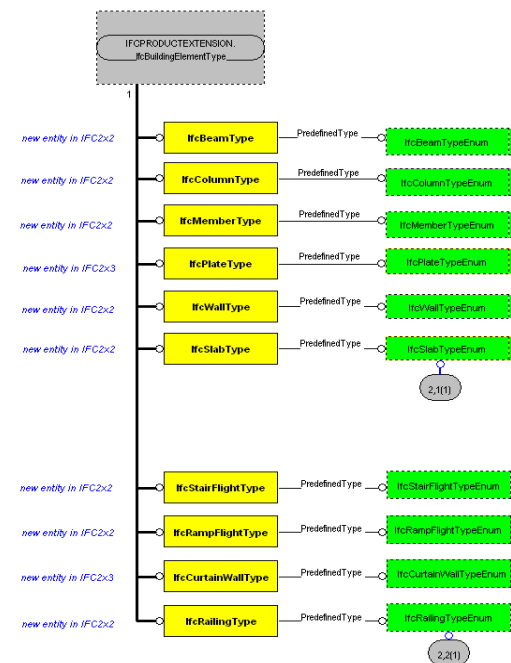 IFCPRODUCTEXTENSION.
IfcBuildingElementType
1
new entity in IFC2x2 IfcBeamType PredefinedType IfcBeamTypeEnum
new entity in IFC2x2 IfcColumnType PredefinedType IfcColumnTypeEnum
new entity in IFC2x2 IfcMemberType PredefinedType IfcMemberTypeEnum
new entity in IFC2x3 IfcPlateType PredefinedType IfcPlateTypeEnum
new entity in IFC2x2 IfcWallType PredefinedType IfcWallTypeEnum
new entity in IFC2x2 IfcSlabType PredefinedType IfcSlabTypeEnum
2,1(1)
new entity in IFC2x2 IfcStairFlightType PredefinedType IfcStairFlightTypeEnum
new entity in IFC2x2 IfcRampFlightType PredefinedType IfcRampFlightTypeEnum
new entity in IFC2x3 IfcCurtainWallType PredefinedType IfcCurtainWallTypeEnum
new entity in IFC2x2 IfcRailingType PredefinedType IfcRailingTypeEnum
2,2(1)